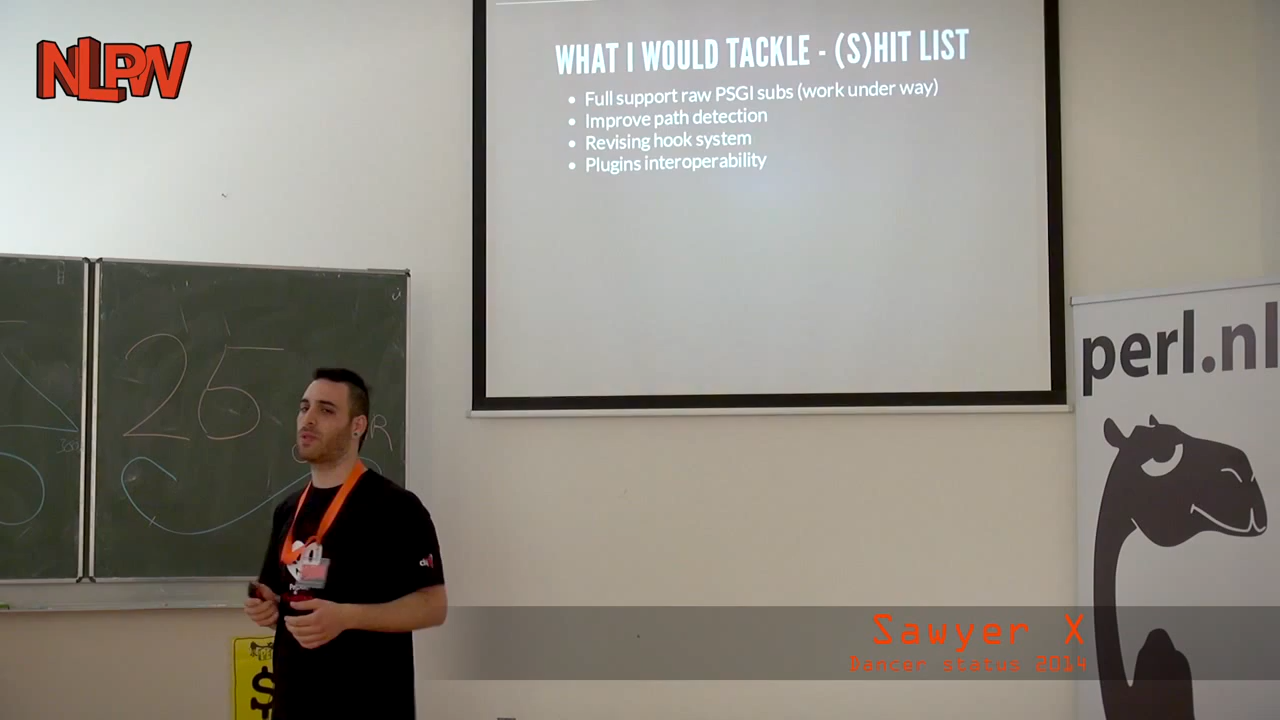 NLPW
WHAT I WOULD TACKLE - (S)HIT LIST
• Full support raw PSGI subs (work under way)
• Improve path detection
• Revising hook system
• Plugins interoperability
25
R
perl.nl
$
Sawyer X
Dancer status 2014